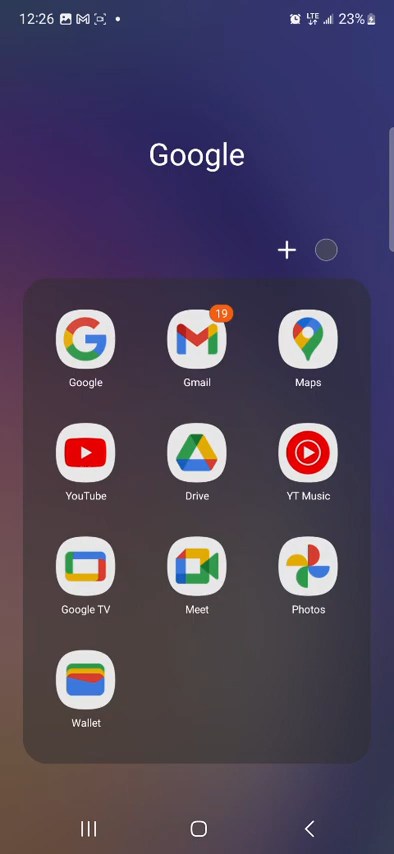 12:26
LTE
23%
Google
19
Google
Gmail
Maps
YouTube
Drive
YT Music
Google TV
Meet
Photos
Wallet